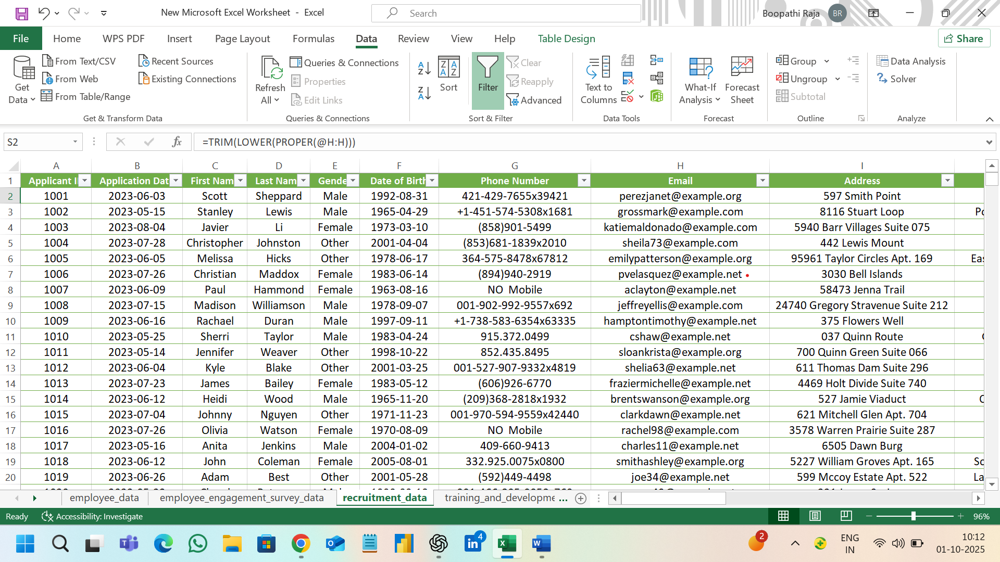 New Microsoft Excel Worksheet - Excel
Search
Boopathi Raja BR
File Home WPS PDF Insert Page Layout Formulas Data Review View Help Table Design Share
Get Data
From Text/CSV
From Web
From Table/Range
Recent Sources
Existing Connections
Get & Transform Data
Refresh All
Queries & Connections
Properties
Edit Links
Queries & Connections
Sort
Filter
Clear
Reapply
Advanced
Sort & Filter
Text to Columns
Data Tools
What-If Analysis
Forecast Sheet
Forecast
Group
Ungroup
Subtotal
Outline
Data Analysis
Solver
Analyze
S2 fx =TRIM(LOWER(PROPER(@H:H)))
A B C D E F G H I
1 Applicant Application Dat First Nam Last Nam Gende Date of Birth Phone Number Email Address
2 1001 2023-06-03 Scott Sheppard Male 1992-08-31 421-429-7655x39421 perezjanet@example.org 597 Smith Point
3 1002 2023-05-15 Stanley Lewis Male 1965-04-29 +1-451-574-5308x1681 grossmark@example.com 8116 Stuart Loop
4 1003 2023-08-04 Javier Li Female 1973-03-10 (858)901-5499 katiemaldonado@example.com 5940 Barr Villages Suite 075
5 1004 2023-07-28 Christopher Johnston Other 2001-04-04 (853)681-1839x2010 sheila73@example.com 442 Lewis Mount
6 1005 2023-06-05 Melissa Hicks Other 1978-06-17 364-575-8478x67812 emilypatterson@example.org 95961 Taylor Circles Apt. 169
7 1006 2023-07-26 Christian Maddox Female 1983-06-14 (894)940-2919 pvelasquez@example.net 3030 Bell Islands
8 1007 2023-06-09 Paul Hammond Female 1963-08-16 NO Mobile aclayton@example.net 58473 Jenna Trail
9 1008 2023-07-15 Madison Williamson Male 1978-09-07 001-902-992-9557x692 jeffreyellis@example.com 24740 Gregory Stravenue Suite 212
10 1009 2023-06-16 Rachael Duran Male 1997-09-11 +1-738-583-6354x63335 hamptontimothy@example.net 375 Flowers Well
11 1010 2023-05-25 Sherri Taylor Male 1983-04-24 915.372.0499 cshaw@example.net 037 Quinn Route
12 1011 2023-05-14 Jennifer Weaver Other 1998-10-22 852.435.8495 sloankrista@example.org 700 Quinn Green Suite 066
13 1012 2023-06-04 Kyle Blake Other 2001-03-25 001-527-907-9332x4819 shelia63@example.net 611 Thomas Dam Suite 296
14 1013 2023-07-23 James Bailey Female 1983-05-12 (606)926-6770 fraziermichelle@example.net 4469 Holt Divide Suite 740
15 1014 2023-06-12 Heidi Wood Male 1965-11-20 (209)368-2818x1932 brentswanson@example.org 527 Jamie Viaduct
16 1015 2023-07-04 Johnny Nguyen Other 1971-11-23 001-970-594-9559x42440 clarkdawn@example.net 621 Mitchell Glen Apt. 704
17 1016 2023-07-26 Olivia Watson Female 1970-08-09 NO Mobile rachel98@example.com 3578 Warren Prairie Suite 287
18 1017 2023-05-16 Anita Jenkins Male 2004-01-02 409-660-9413 charles11@example.net 6505 Dawn Burg
19 1018 2023-06-12 John Coleman Female 2005-08-01 332.925.0075x0800 smithashley@example.org 5227 William Groves Apt. 165
20 1019 2023-06-26 Adam Best Other 2001-05-28 (592)449-4498 joe34@example.net 599 Mccoy Estate Apt. 522
employee_data employee_engagement_survey_data recruitment_data training_and_developme ...
Ready Accessibility: Investigate 96%
4 2 ENG IN 10:12 01-10-2025